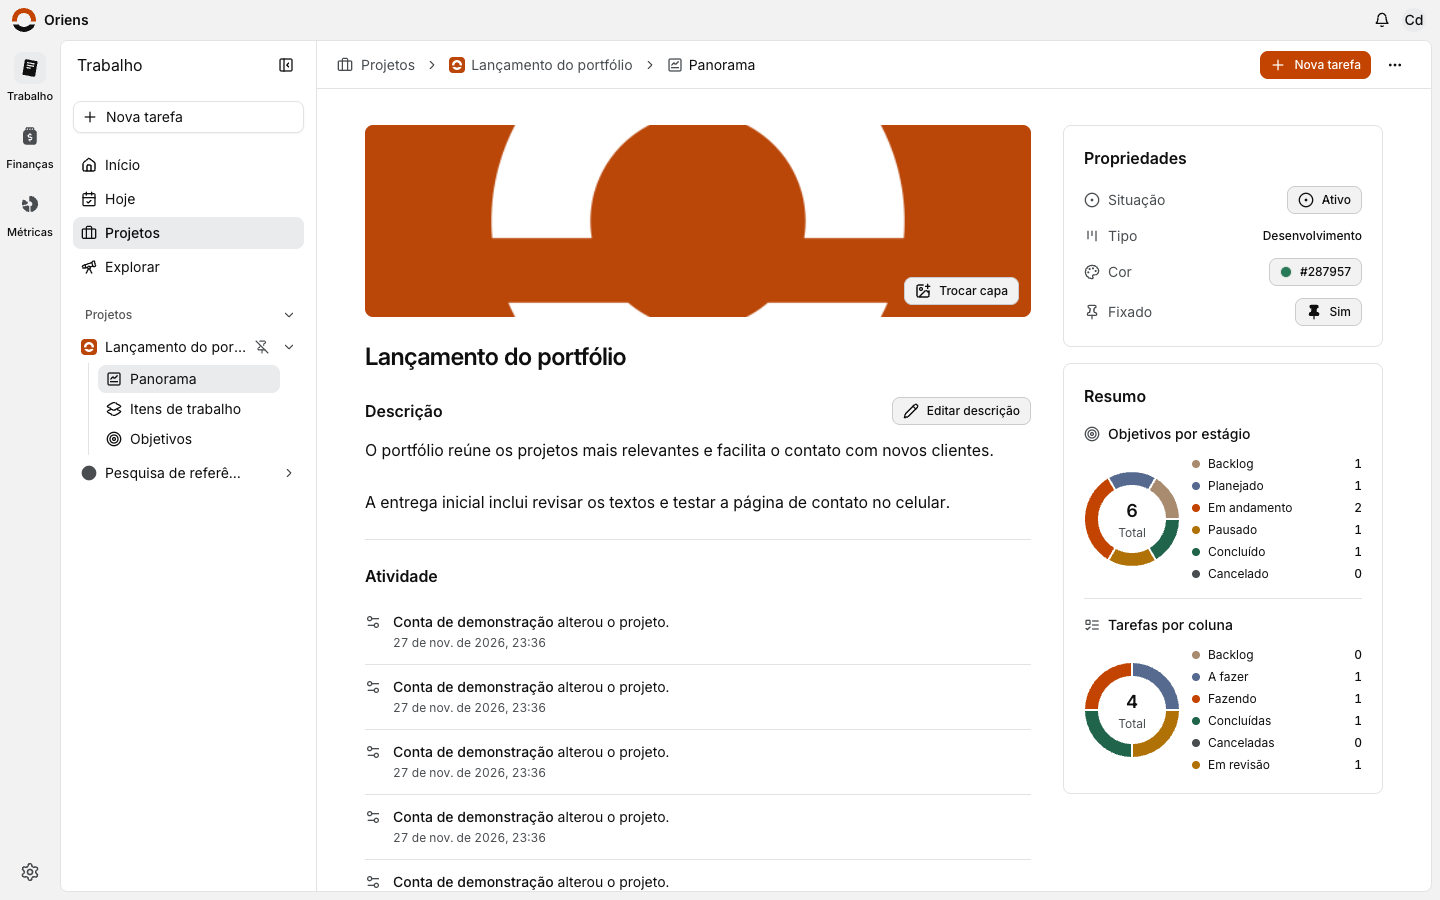 Oriens
Cd
Trabalho
Finanças
Métricas
Trabalho
Nova tarefa
Início
Hoje
Projetos
Explorar
Projetos
Lançamento do por...
Panorama
Itens de trabalho
Objetivos
Pesquisa de referê...
Projetos
Lançamento do portfólio
Panorama
Nova tarefa
Trocar capa
Lançamento do portfólio
Descrição
Editar descrição
O portfólio reúne os projetos mais relevantes e facilita o contato com novos clientes.
A entrega inicial inclui revisar os textos e testar a página de contato no celular.
Atividade
Conta de demonstração alterou o projeto.
27 de nov. de 2026, 23:36
Conta de demonstração alterou o projeto.
27 de nov. de 2026, 23:36
Conta de demonstração alterou o projeto.
27 de nov. de 2026, 23:36
Conta de demonstração alterou o projeto.
27 de nov. de 2026, 23:36
Conta de demonstração alterou o projeto.
Propriedades
Situação Ativo
Tipo Desenvolvimento
Cor #287957
Fixado Sim
Resumo
Objetivos por estágio
6
Total
Backlog 1
Planejado 1
Em andamento 2
Pausado 1
Concluído 1
Cancelado 0
Tarefas por coluna
4
Total
Backlog 0
A fazer 1
Fazendo 1
Concluídas 1
Canceladas 0
Em revisão 1